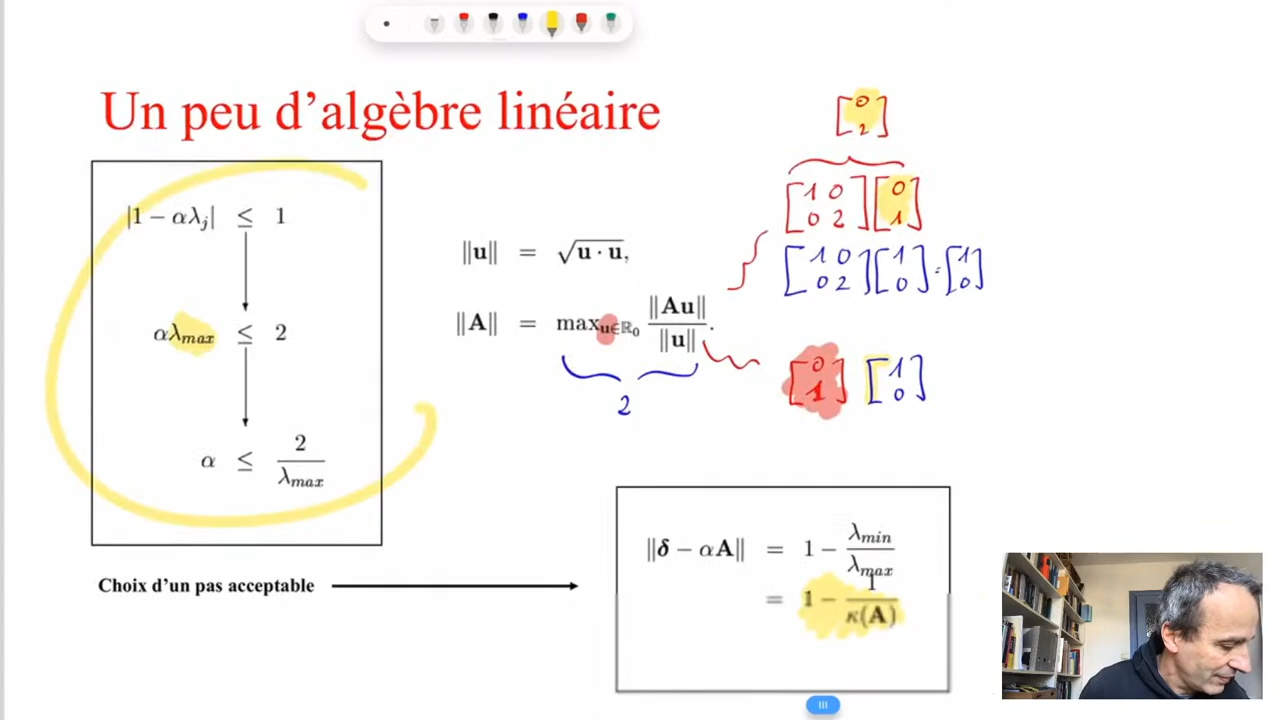 Un peu d'algèbre linéaire
|1 − αλj| ≤ 1
αλmax ≤ 2
α ≤ 2/λmax
‖u‖ = √u · u,
‖A‖ = max u∈ℝ0 ‖Au‖/‖u‖.
2
[0 2]
[1 0 0 2][0 1]
[1 0 0 2][1 0]=[1 0]
[0 1] [1 0]
Choix d'un pas acceptable
‖δ − αA‖ = 1 − λmin/λmax
= 1 − 1/κ(A)